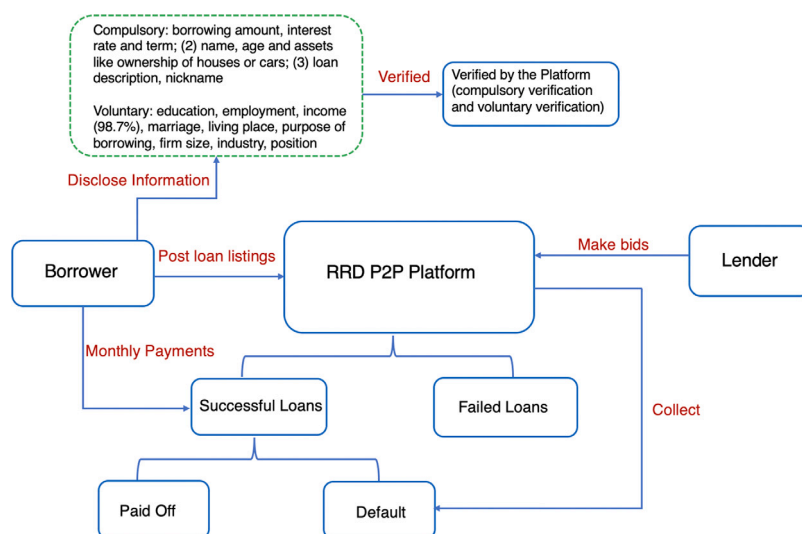 Compulsory: borrowing amount, interest
rate and term; (2) name, age and assets
like ownership of houses or cars; (3) loan
description, nickname
Voluntary: education, employment, income
(98.7%), marriage, living place, purpose of
borrowing, firm size, industry, position
Verified
Verified by the Platform
(compulsory verification
and voluntary verification)
Disclose Information
Borrower
Post loan listings
RRD P2P Platform
Make bids
Lender
Monthly Payments
Successful Loans
Failed Loans
Collect
Paid Off
Default